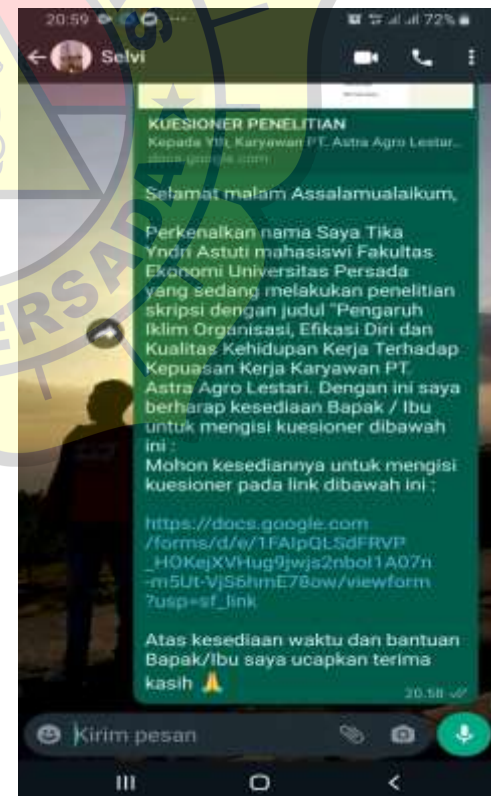 20:59
72%
Selvi
KUESIONER PENELITIAN
Kepada Yth, Karyawan PT. Astra Agro Lestar...
docs.google.com
Selamat malam Assalamualaikum,
Perkenalkan nama Saya Tika
Yndri Astuti mahasiswi Fakultas
Ekonomi Universitas Persada
yang sedang melakukan penelitian
skripsi dengan judul "Pengaruh
Iklim Organisasi, Efikasi Diri dan
Kualitas Kehidupan Kerja Terhadap
Kepuasan Kerja Karyawan PT.
Astra Agro Lestari. Dengan ini saya
berharap kesediaan Bapak / Ibu
untuk mengisi kuesioner dibawah
ini :
Mohon kesediannya untuk mengisi
kuesioner pada link dibawah ini :
https://docs.google.com
/forms/d/e/1FAIpQLSdFRVP
_HOKejXVHug9jwjs2nboI1A07n
-m5Ut-VjS6hmE78ow/viewform
?usp=sf_link
Atas kesediaan waktu dan bantuan
Bapak/Ibu saya ucapkan terima
kasih 🙏
20.58
Kirim pesan
ERS
DA